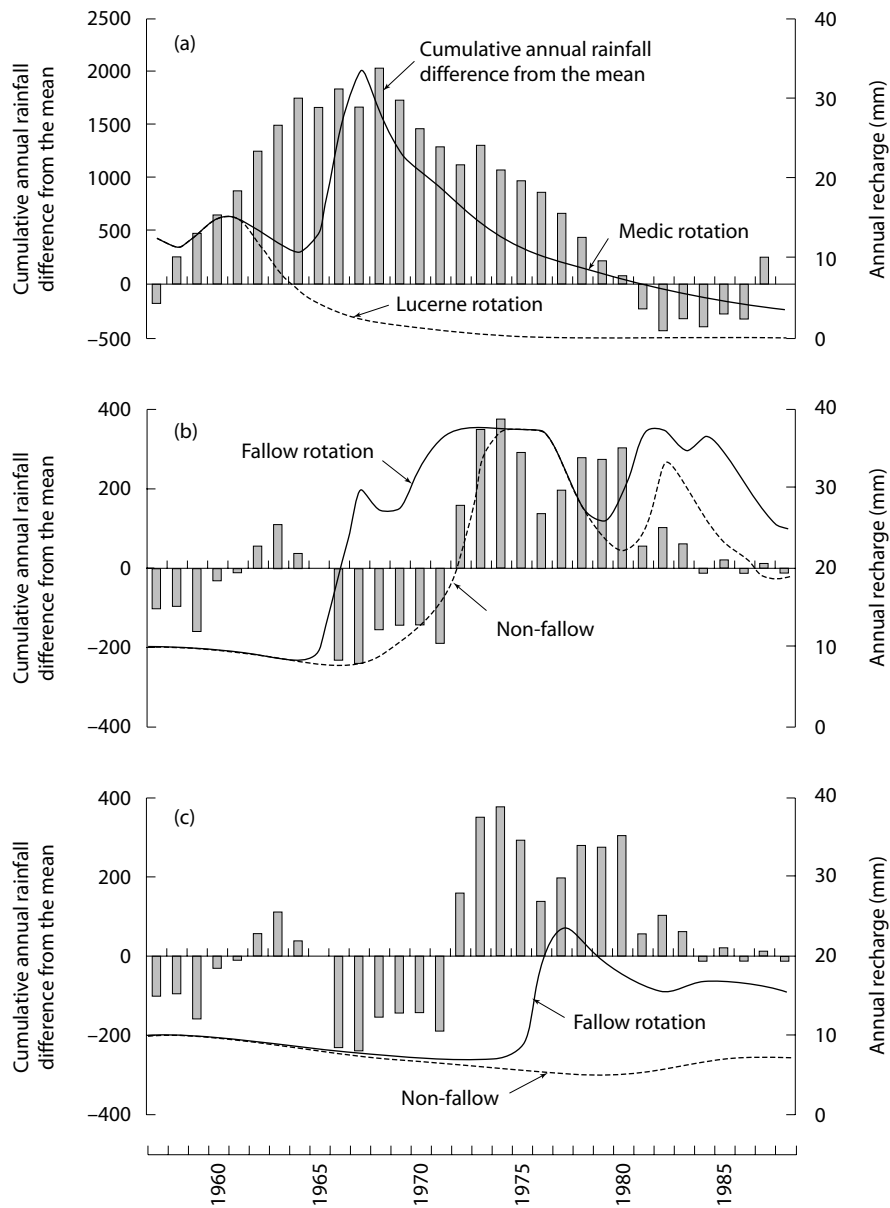 (a)
Cumulative annual rainfall
difference from the mean
2500
2000
1500
1000
500
0
–500
Cumulative annual rainfall
difference from the mean
Medic rotation
Lucerne rotation
40
30
20
10
0
Annual recharge (mm)
(b)
Cumulative annual rainfall
difference from the mean
400
200
0
–200
–400
Fallow rotation
Non-fallow
40
30
20
10
0
Annual recharge (mm)
(c)
Cumulative annual rainfall
difference from the mean
400
200
0
–200
–400
Fallow rotation
Non-fallow
40
30
20
10
0
Annual recharge (mm)
1960
1965
1970
1975
1980
1985